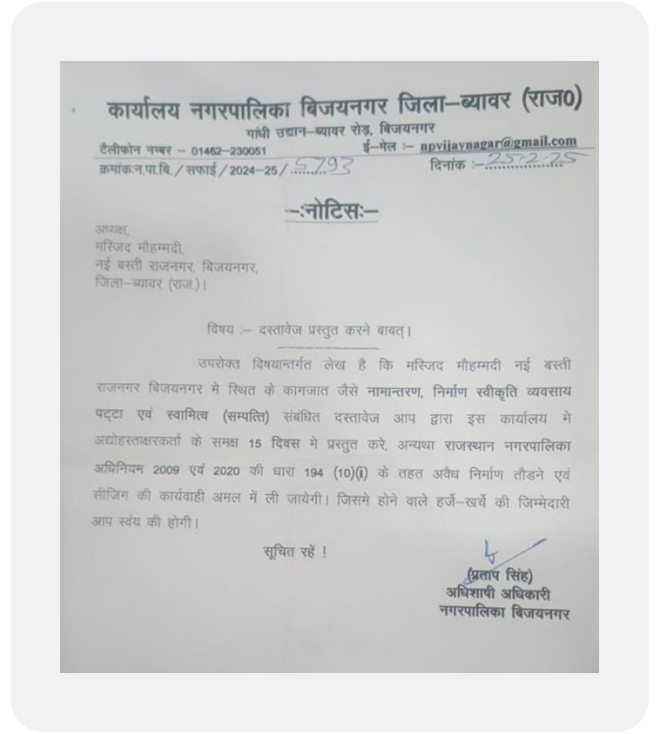 कार्यालय नगरपालिका बिजयनगर जिला–ब्यावर (राज0)
गांधी उद्यान–ब्यावर रोड़, बिजयनगर
टैलीफोन नम्बर – 01462–230051 ई–मेल :– npvijaynagar@gmail.com
क्रमांक:न.पा.बि./सफाई/2024–25/.5793 दिनांक :–25-2-25
–:नोटिसः–
अध्यक्ष,
मस्जिद मौहम्मदी,
नई बस्ती राजनगर, बिजयनगर,
जिला–ब्यावर (राज.)।
विषय :– दस्तावेज प्रस्तुत करने बाबत्।
उपरोक्त विषयान्तर्गत लेख है कि मस्जिद मौहम्मदी नई बस्ती
राजनगर बिजयनगर मे स्थित के कागजात जैसे नामान्तरण, निर्माण स्वीकृति व्यवसाय
पट्टा एवं स्वामित्व (सम्पत्ति) संबंधित दस्तावेज आप द्वारा इस कार्यालय मे
अद्योहस्ताक्षरकर्ता के समक्ष 15 दिवस मे प्रस्तुत करे, अन्यथा राजस्थान नगरपालिका
अधिनियम 2009 एवं 2020 की धारा 194 (10)(i) के तहत अवैध निर्माण तौडने एवं
सीजिंग की कार्यवाही अमल में ली जायेगी। जिसमे होने वाले हर्जे–खर्चे की जिम्मेदारी
आप स्वंय की होगी।
सूचित रहें !
(प्रताप सिंह)
अधिशाषी अधिकारी
नगरपालिका बिजयनगर